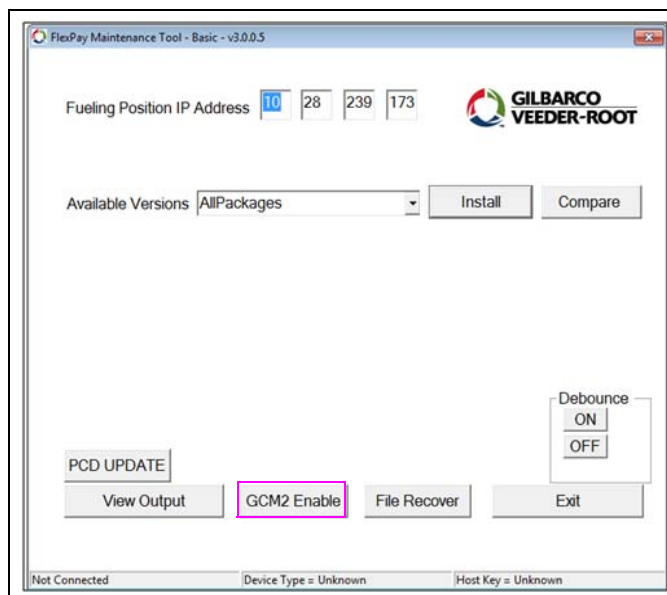 FlexPay Maintenance Tool - Basic - v3.0.0.5
Fueling Position IP Address 10 28 239 173
GILBARCO
VEEDER-ROOT
Available Versions AllPackages Install Compare
Debounce
ON
OFF
PCD UPDATE
View Output GCM2 Enable File Recover Exit
Not Connected Device Type = Unknown Host Key = Unknown